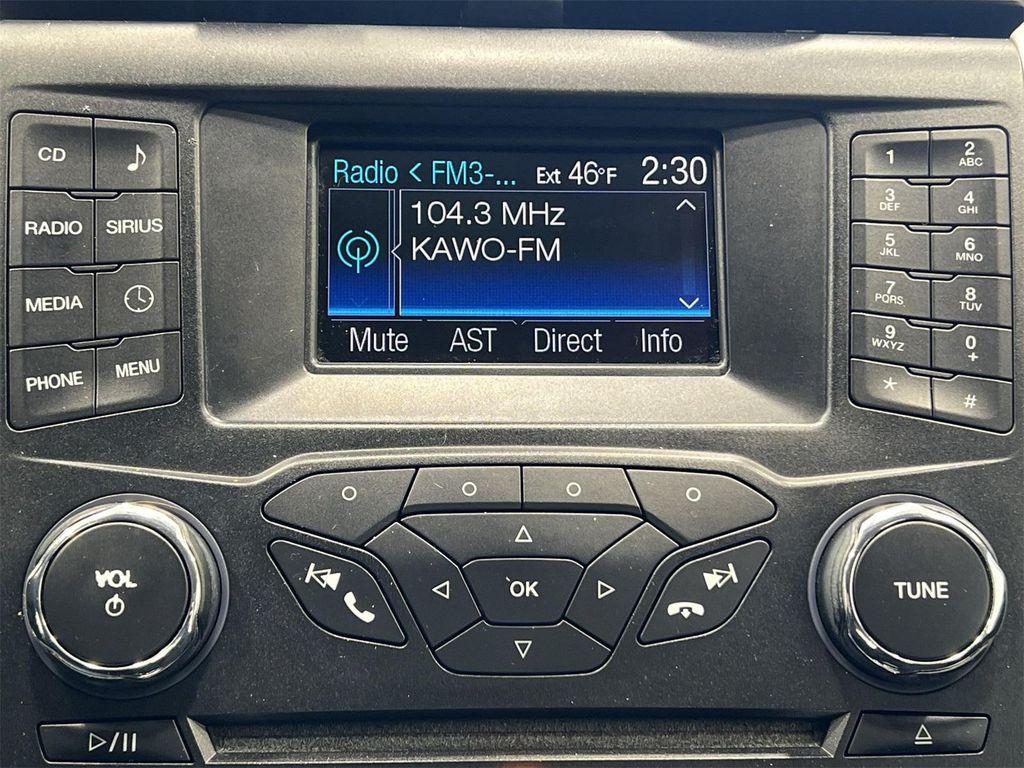 Radio < FM3-... Ext 46°F 2:30
104.3 MHz
KAWO-FM
Mute AST Direct Info
CD
RADIO SIRIUS
MEDIA
PHONE MENU
1 2 ABC
3 DEF 4 GHI
5 JKL 6 MNO
7 PQRS 8 TUV
9 WXYZ 0 +
* #
VOL
OK
TUNE